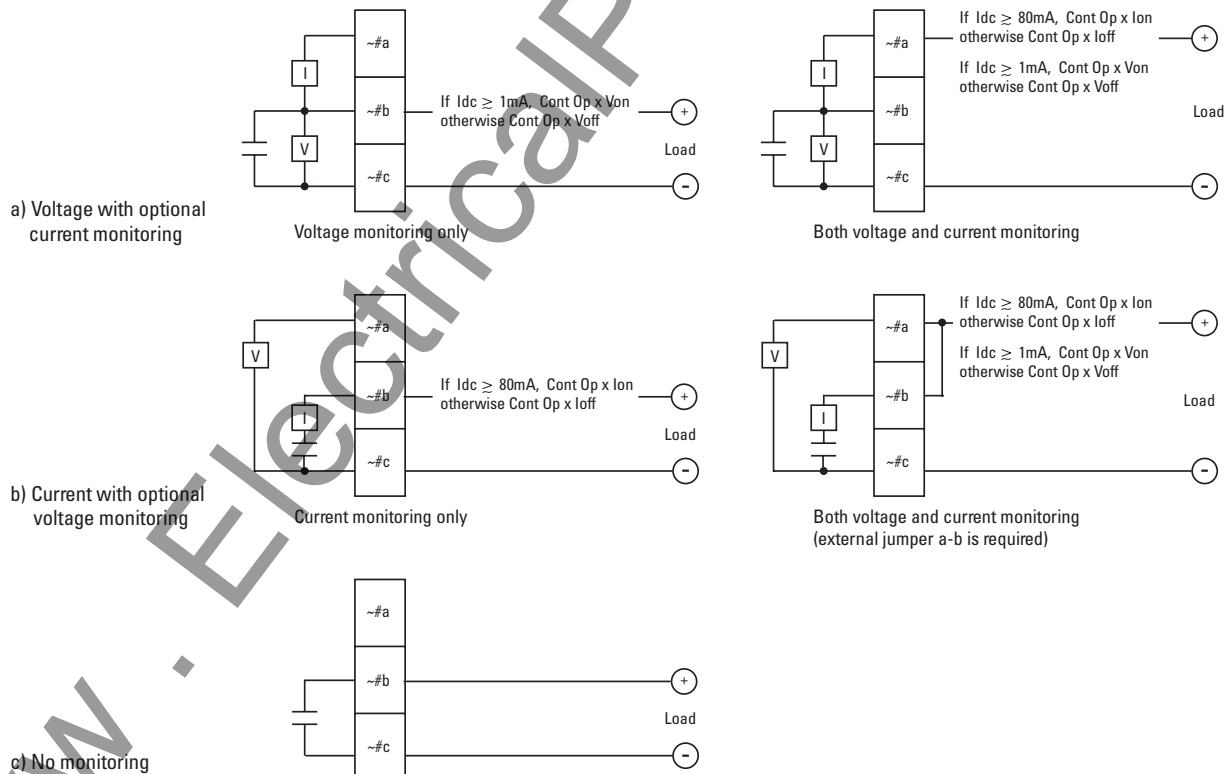 ~#a
I
~#b
V
~#c
If Idc ≳ 1mA, Cont Op x Von
otherwise Cont Op x Voff
+
Load
-
a) Voltage with optional
current monitoring
Voltage monitoring only
~#a
I
~#b
V
~#c
If Idc ≳ 80mA, Cont Op x Ion
otherwise Cont Op x Ioff
If Idc ≳ 1mA, Cont Op x Von
otherwise Cont Op x Voff
+
Load
-
Both voltage and current monitoring
~#a
V
~#b
I
~#c
If Idc ≳ 80mA, Cont Op x Ion
otherwise Cont Op x Ioff
+
Load
-
b) Current with optional
voltage monitoring
Current monitoring only
~#a
V
~#b
I
~#c
If Idc ≳ 80mA, Cont Op x Ion
otherwise Cont Op x Ioff
If Idc ≳ 1mA, Cont Op x Von
otherwise Cont Op x Voff
+
Load
-
Both voltage and current monitoring
(external jumper a-b is required)
~#a
~#b
~#c
+
Load
-
c) No monitoring
w . ElectricalP